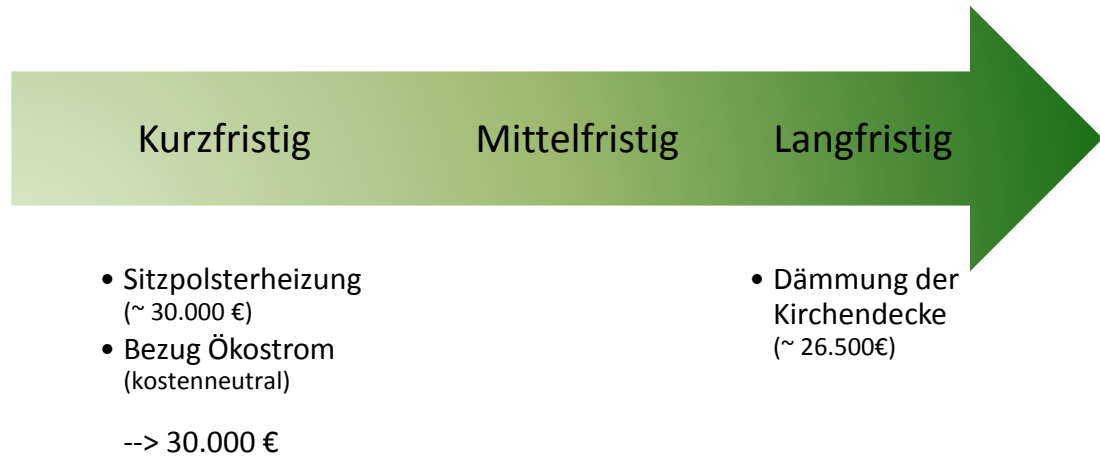 Kurzfristig Mittelfristig Langfristig
• Sitzpolsterheizung
(~ 30.000 €)
• Bezug Ökostrom
(kostenneutral)
--> 30.000 €
• Dämmung der
Kirchendecke
(~ 26.500€)